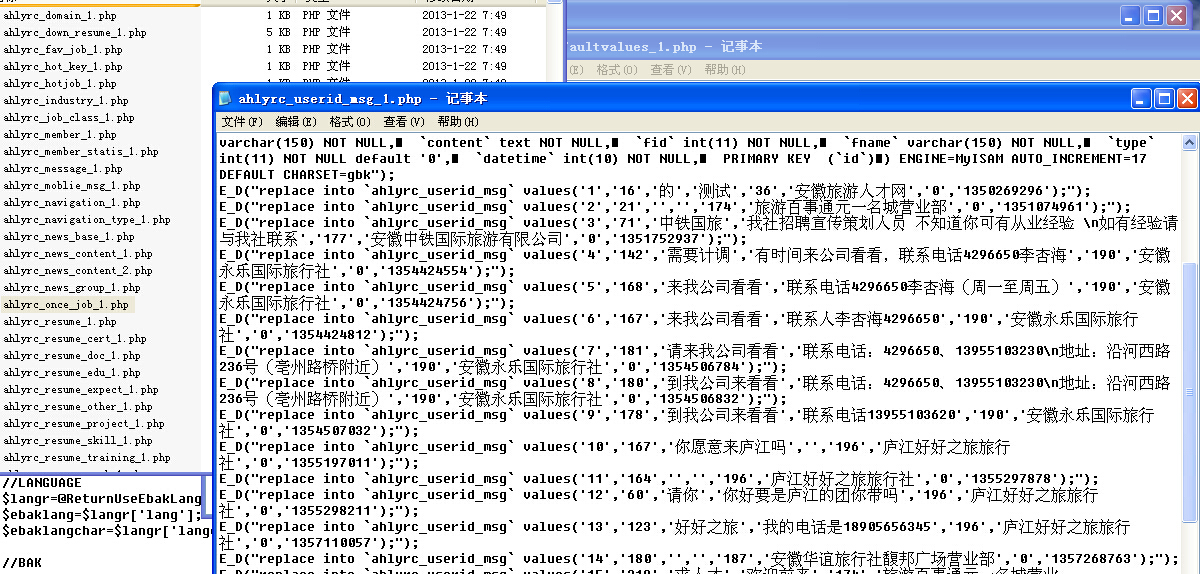 ahlyrc_domain_1.php 1 KB PHP 文件 2013-1-22 7:49
ahlyrc_down_resume_1.php 5 KB PHP 文件 2013-1-22 7:49
ahlyrc_fav_job_1.php 1 KB PHP 文件 2013-1-22 7:49
ahlyrc_hot_key_1.php 1 KB PHP 文件 2013-1-22 7:49
ahlyrc_hotjob_1.php
ahlyrc_industry_1.php
ahlyrc_job_class_1.php
ahlyrc_member_1.php
ahlyrc_member_statis_1.php
ahlyrc_message_1.php
ahlyrc_moblie_msg_1.php
ahlyrc_navigation_1.php
ahlyrc_navigation_type_1.php
ahlyrc_news_base_1.php
ahlyrc_news_content_1.php
ahlyrc_news_content_2.php
ahlyrc_news_group_1.php
ahlyrc_once_job_1.php
ahlyrc_resume_1.php
ahlyrc_resume_cert_1.php
ahlyrc_resume_doc_1.php
ahlyrc_resume_edu_1.php
ahlyrc_resume_expect_1.php
ahlyrc_resume_other_1.php
ahlyrc_resume_project_1.php
ahlyrc_resume_skill_1.php
ahlyrc_resume_training_1.php
//LANGUAGE
$langr=@ReturnUseEbakLang
$ebaklang=$langr['lang'];
$ebaklangchar=$langr['lang
//BAK
aultvalues_1.php - 记事本
(E) 格式(O) 查看(V) 帮助(H)
ahlyrc_userid_msg_1.php - 记事本
文件(F) 编辑(E) 格式(O) 查看(V) 帮助(H)
varchar(150) NOT NULL,■ `content` text NOT NULL,■ `fid` int(11) NOT NULL,■ `fname` varchar(150) NOT NULL,■ `type`
int(11) NOT NULL default '0',■ `datetime` int(10) NOT NULL,■ PRIMARY KEY (`id`)■) ENGINE=MyISAM AUTO_INCREMENT=17
DEFAULT CHARSET=gbk");
E_D("replace into `ahlyrc_userid_msg` values('1','16','的','测试','36','安徽旅游人才网','0','1350269296');");
E_D("replace into `ahlyrc_userid_msg` values('2','21','','','174','旅游百事通元一名城营业部','0','1351074961');");
E_D("replace into `ahlyrc_userid_msg` values('3','71','中铁国旅','我社招聘宣传策划人员 不知道你可有从业经验 \n如有经验请
与我社联系','177','安徽中铁国际旅游有限公司','0','1351752937');");
E_D("replace into `ahlyrc_userid_msg` values('4','142','需要计调','有时间来公司看看，联系电话4296650李杏海','190','安徽
永乐国际旅行社','0','1354424554');");
E_D("replace into `ahlyrc_userid_msg` values('5','168','来我公司看看','联系电话4296650李杏海（周一至周五）','190','安徽
永乐国际旅行社','0','1354424756');");
E_D("replace into `ahlyrc_userid_msg` values('6','167','来我公司看看','联系人李杏海4296650','190','安徽永乐国际旅行
社','0','1354424812');");
E_D("replace into `ahlyrc_userid_msg` values('7','181','请来我公司看看','联系电话：4296650、13955103230\n地址：沿河西路
236号（亳州路桥附近）','190','安徽永乐国际旅行社','0','1354506784');");
E_D("replace into `ahlyrc_userid_msg` values('8','180','到我公司看看','联系电话：4296650、13955103230\n地址：沿河西路
236号（亳州路桥附近）','190','安徽永乐国际旅行社','0','1354506832');");
E_D("replace into `ahlyrc_userid_msg` values('9','178','到我公司来看看','联系电话13955103620','190','安徽永乐国际旅行
社','0','1354507032');");
E_D("replace into `ahlyrc_userid_msg` values('10','167','你愿意来庐江吗','','196','庐江好好之旅旅行
社','0','1355197011');");
E_D("replace into `ahlyrc_userid_msg` values('11','164','','','196','庐江好好之旅旅行社','0','1355297878');");
E_D("replace into `ahlyrc_userid_msg` values('12','60','请你','你好要是庐江的团你带吗','196','庐江好好之旅旅行
社','0','1355298211');");
E_D("replace into `ahlyrc_userid_msg` values('13','123','好好之旅','我的电话是18905656345','196','庐江好好之旅旅行
社','0','1357110057');");
E_D("replace into `ahlyrc_userid_msg` values('14','180','','','187','安徽华谊旅行社馥邦广场营业部','0','1357268763');");